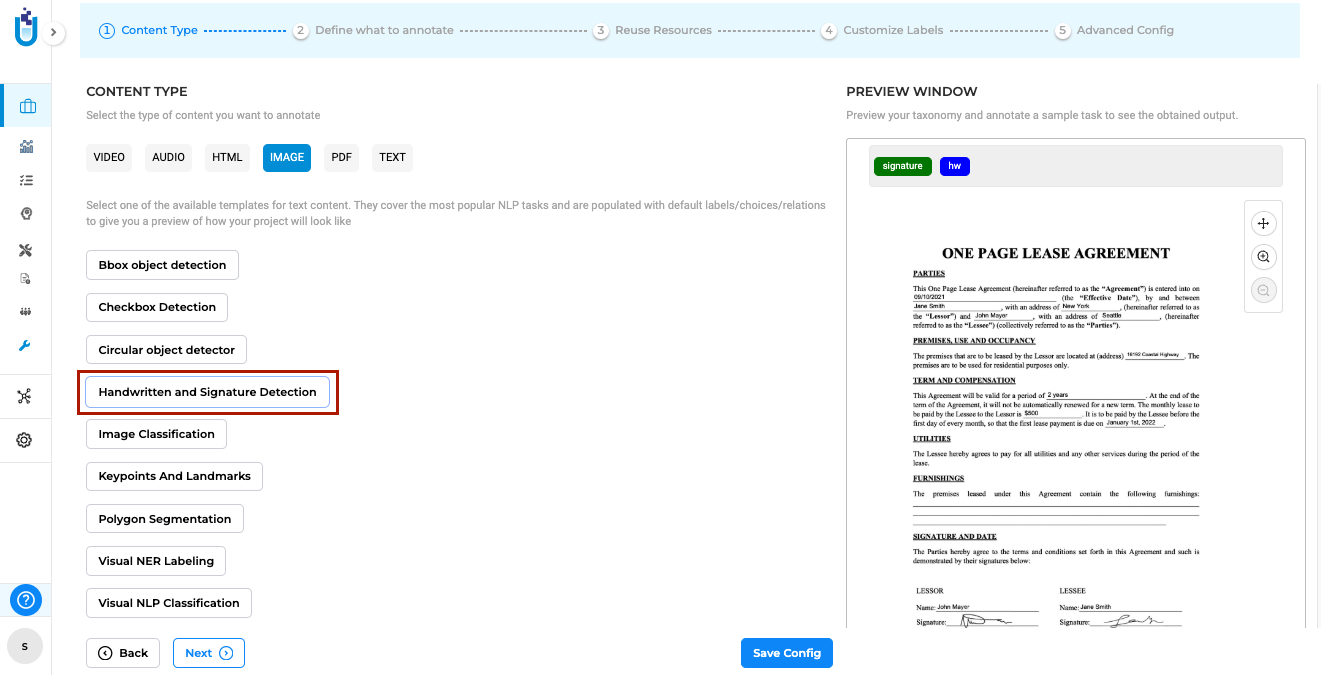 1 Content Type 2 Define what to annotate 3 Reuse Resources 4 Customize Labels 5 Advanced Config
CONTENT TYPE
Select the type of content you want to annotate
VIDEO AUDIO HTML IMAGE PDF TEXT
Select one of the available templates for text content. They cover the most popular NLP tasks and are populated with default labels/choices/relations
to give you a preview of how your project will look like
Bbox object detection
Checkbox Detection
Circular object detector
Handwritten and Signature Detection
Image Classification
Keypoints And Landmarks
Polygon Segmentation
Visual NER Labeling
Visual NLP Classification
Back Next Save Config
S
PREVIEW WINDOW
Preview your taxonomy and annotate a sample task to see the obtained output.
signature hw
ONE PAGE LEASE AGREEMENT
PARTIES
This One Page Lease Agreement (hereinafter referred to as the “Agreement”) is entered into on
09/10/2021 (the “Effective Date”), by and between
Jane Smith, with an address of New York, (hereinafter referred to as
the “Lessor”) and John Mayer, with an address of Seattle, (hereinafter
referred to as the “Lessee”) (collectively referred to as the “Parties”).
PREMISES, USE AND OCCUPANCY
The premises that are to be leased by the Lessor are located at (address) 16192 Coastal Highway. The
premises are to be used for residential purposes only.
TERM AND COMPENSATION
This Agreement will be valid for a period of 2 years. At the end of the
term of the Agreement, it will not be automatically renewed for a new term. The monthly lease to
be paid by the Lessee to the Lessor is $500. It is to be paid by the Lessee before the
first day of every month, so that the first lease payment is due on January 1st, 2022.
UTILITIES
The Lessee hereby agrees to pay for all utilities and any other services during the period of the
lease.
FURNISHINGS
The premises leased under this Agreement contain the following furnishings:
SIGNATURE AND DATE
The Parties hereby agree to the terms and conditions set forth in this Agreement and such is
demonstrated by their signatures below:
LESSOR LESSEE
Name: John Mayer Name: Jane Smith
Signature: Signature: